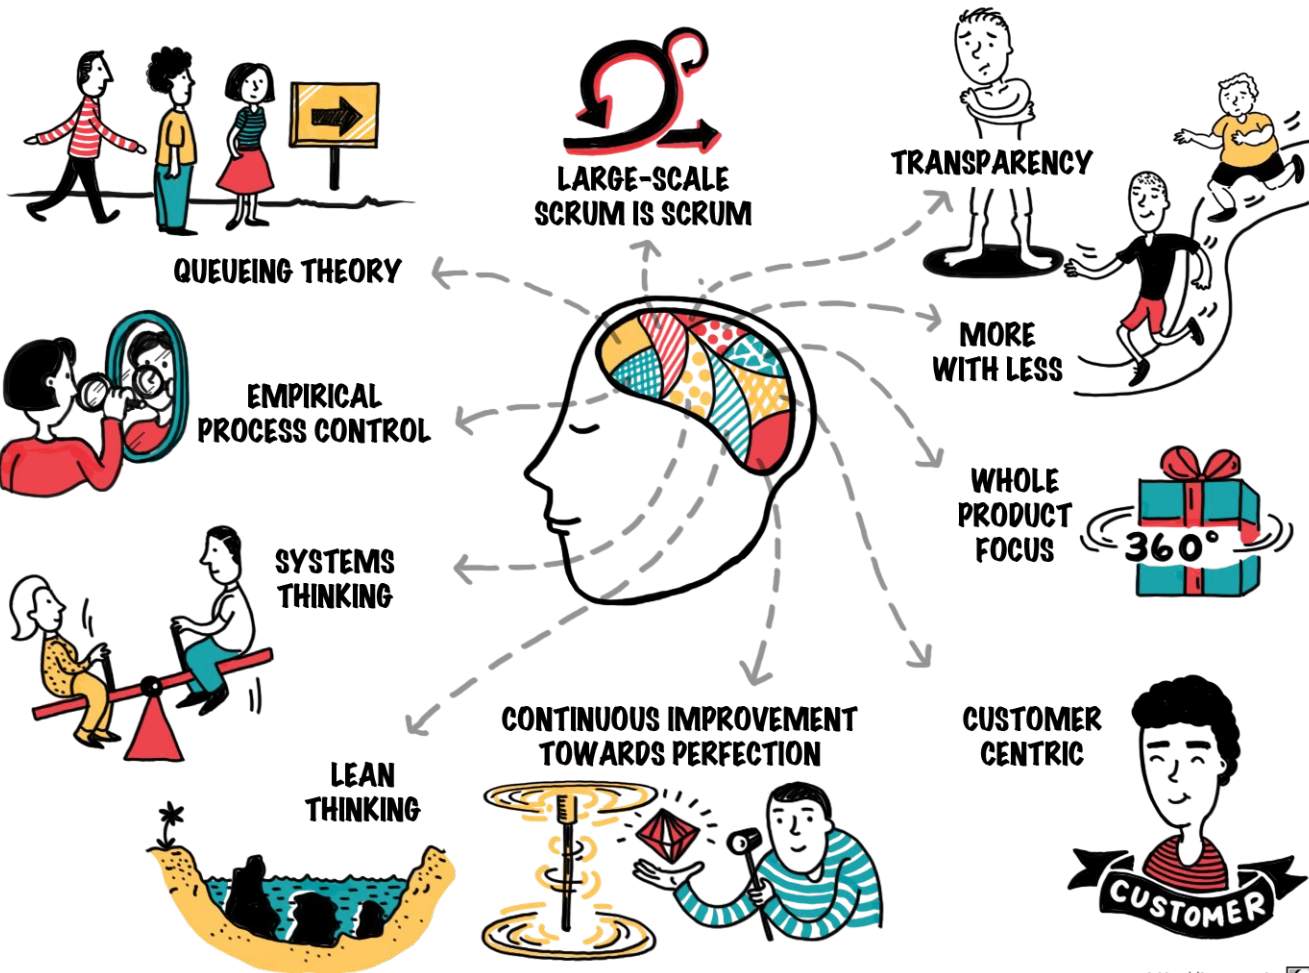 LARGE-SCALE
SCRUM IS SCRUM
TRANSPARENCY
QUEUEING THEORY
MORE
WITH LESS
EMPIRICAL
PROCESS CONTROL
WHOLE
PRODUCT
FOCUS
360°
SYSTEMS
THINKING
CONTINUOUS IMPROVEMENT
TOWARDS PERFECTION
CUSTOMER
CENTRIC
LEAN
THINKING
CUSTOMER